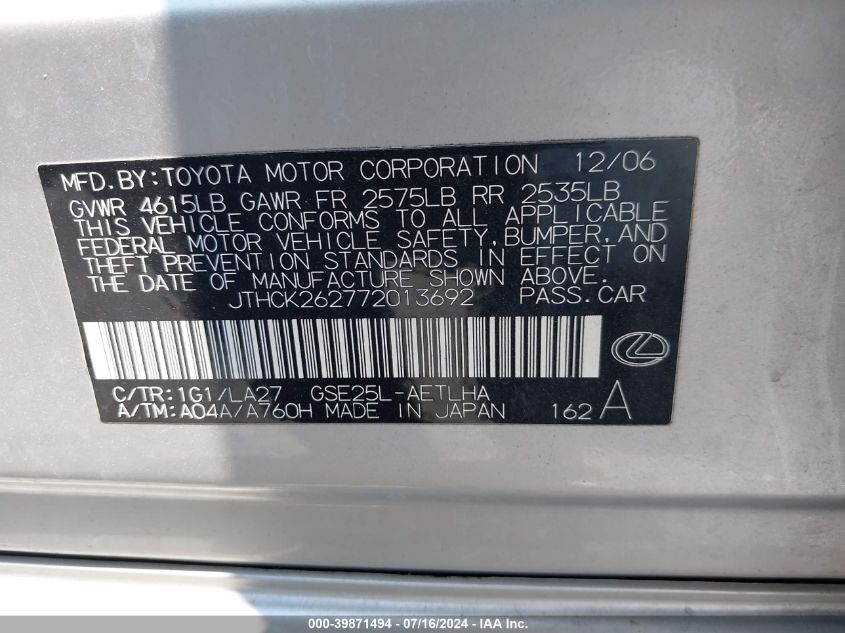 MFD.BY:TOYOTA MOTOR CORPORATION 12/06
GVWR 4615LB GAWR FR 2575LB RR 2535LB
THIS VEHICLE CONFORMS TO ALL APPLICABLE
FEDERAL MOTOR VEHICLE SAFETY,BUMPER,AND
THEFT PREVENTION STANDARDS IN EFFECT ON
THE DATE OF MANUFACTURE SHOWN ABOVE.
JTHCK262772013692 PASS.CAR
C/TR:1G1/LA27 GSE25L-AETLHA
A/TM:A04A/A760H MADE IN JAPAN 162 A
000-39871494 - 07/16/2024 - IAA Inc.